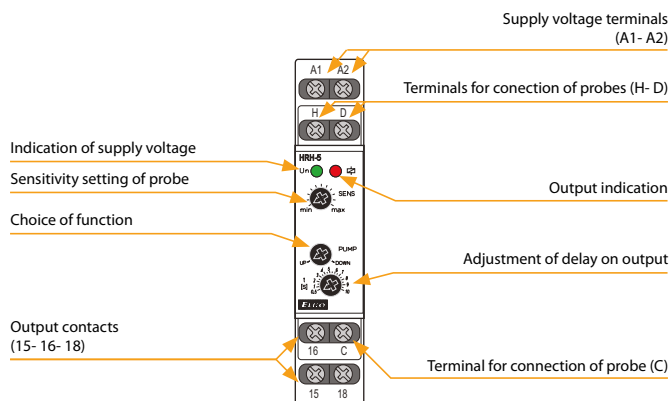 Supply voltage terminals
(A1- A2)
A1 A2
Terminals for conection of probes (H- D)
H D
HRH-5
Indication of supply voltage
Un
Sensitivity setting of probe
SENS
Output indication
min max
Choice of function
PUMP
UP DOWN
Adjustment of delay on output
t
[s]
ELKO
Output contacts
(15- 16- 18)
16 C
Terminal for connection of probe (C)
15 18